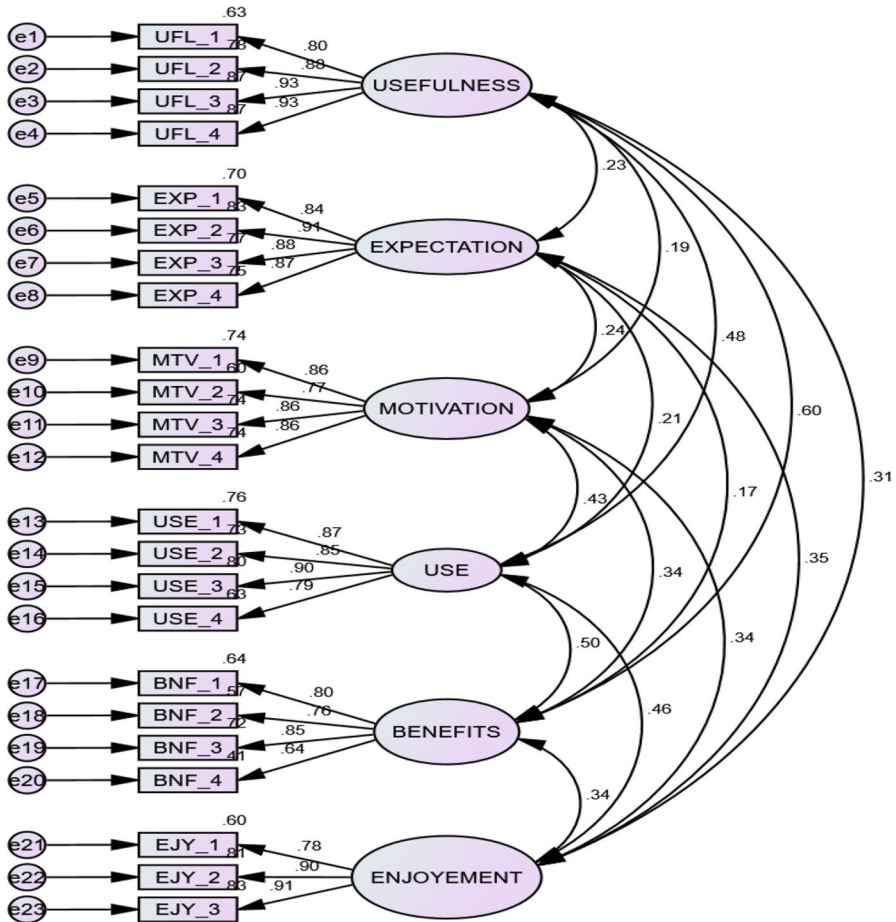 .63
e1 UFL_1 .80
.78
e2 UFL_2 .88
.87
e3 UFL_3 .93
.87
e4 UFL_4 .93
USEFULNESS
.23
.70
e5 EXP_1 .84
.83
e6 EXP_2 .91
.77
e7 EXP_3 .88
.75
e8 EXP_4 .87
EXPECTATION
.19
.24
.48
.74
e9 MTV_1 .86
.60
e10 MTV_2 .77
.74
e11 MTV_3 .86
.74
e12 MTV_4 .86
MOTIVATION
.21
.60
.31
.43
.17
.76
e13 USE_1 .87
.73
e14 USE_2 .85
.80
e15 USE_3 .90
.63
e16 USE_4 .79
USE
.34
.35
.50
.34
.64
e17 BNF_1 .80
.57
e18 BNF_2 .76
.72
e19 BNF_3 .85
.41
e20 BNF_4 .64
BENEFITS
.46
.34
.60
e21 EJY_1 .78
.81
e22 EJY_2 .90
.83
e23 EJY_3 .91
ENJOYEMENT